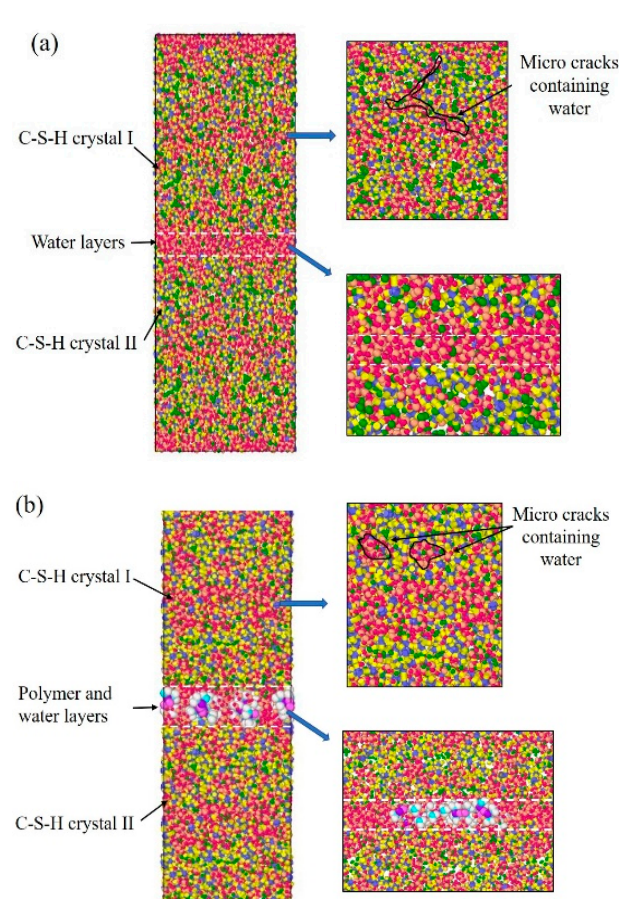 (a)
C-S-H crystal I
Water layers
C-S-H crystal II
Micro cracks
containing
water
(b)
C-S-H crystal I
Polymer and
water layers
C-S-H crystal II
Micro cracks
containing
water